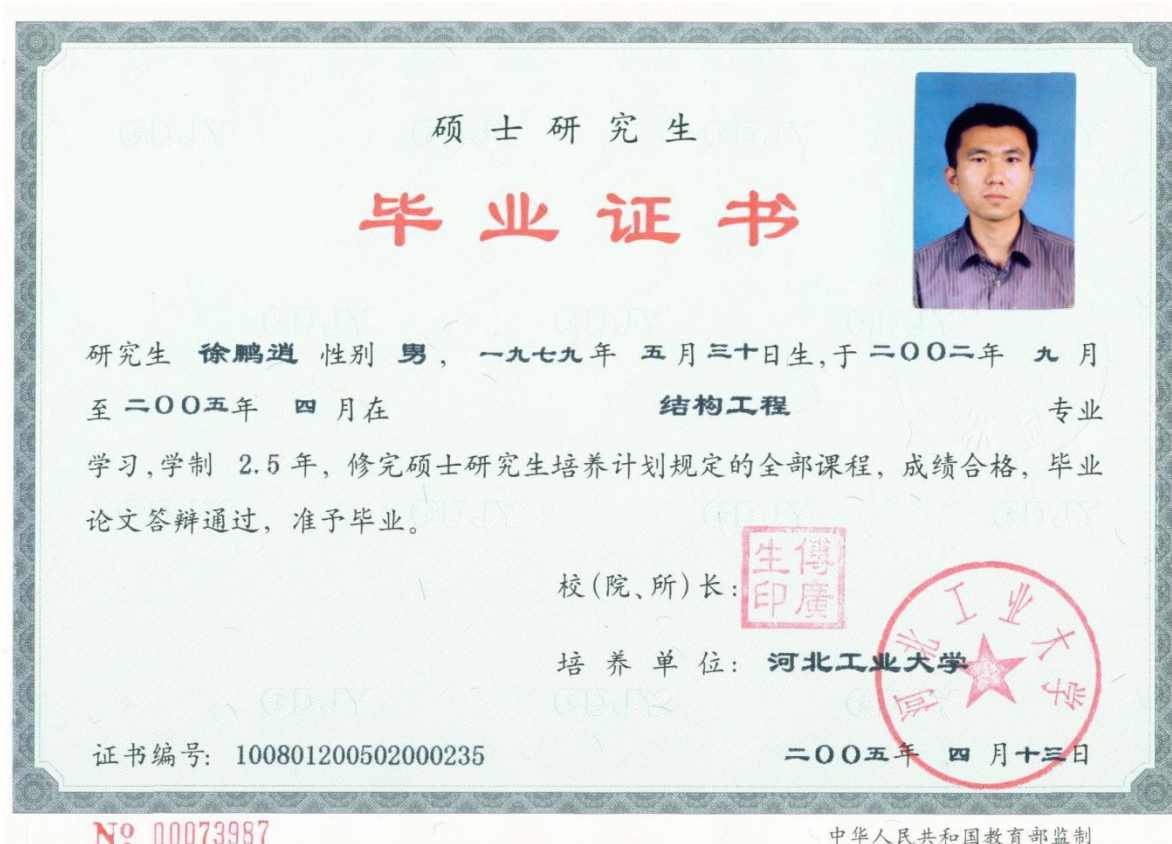 硕士研究生
毕业证书
研究生 徐鹏逍 性别 男，一九七九年 五月三十日生，于二〇〇二年 九月
至二〇〇五年 四月在 结构工程 专业
学习，学制 2.5年，修完硕士研究生培养计划规定的全部课程，成绩合格，毕业
论文答辩通过，准予毕业。
校(院、所)长：
傅廣生印
培养单位：河北工业大学
河北工业大学
证书编号：100801200502000235
二〇〇五年 四月十三日
№ 00073987
中华人民共和国教育部监制